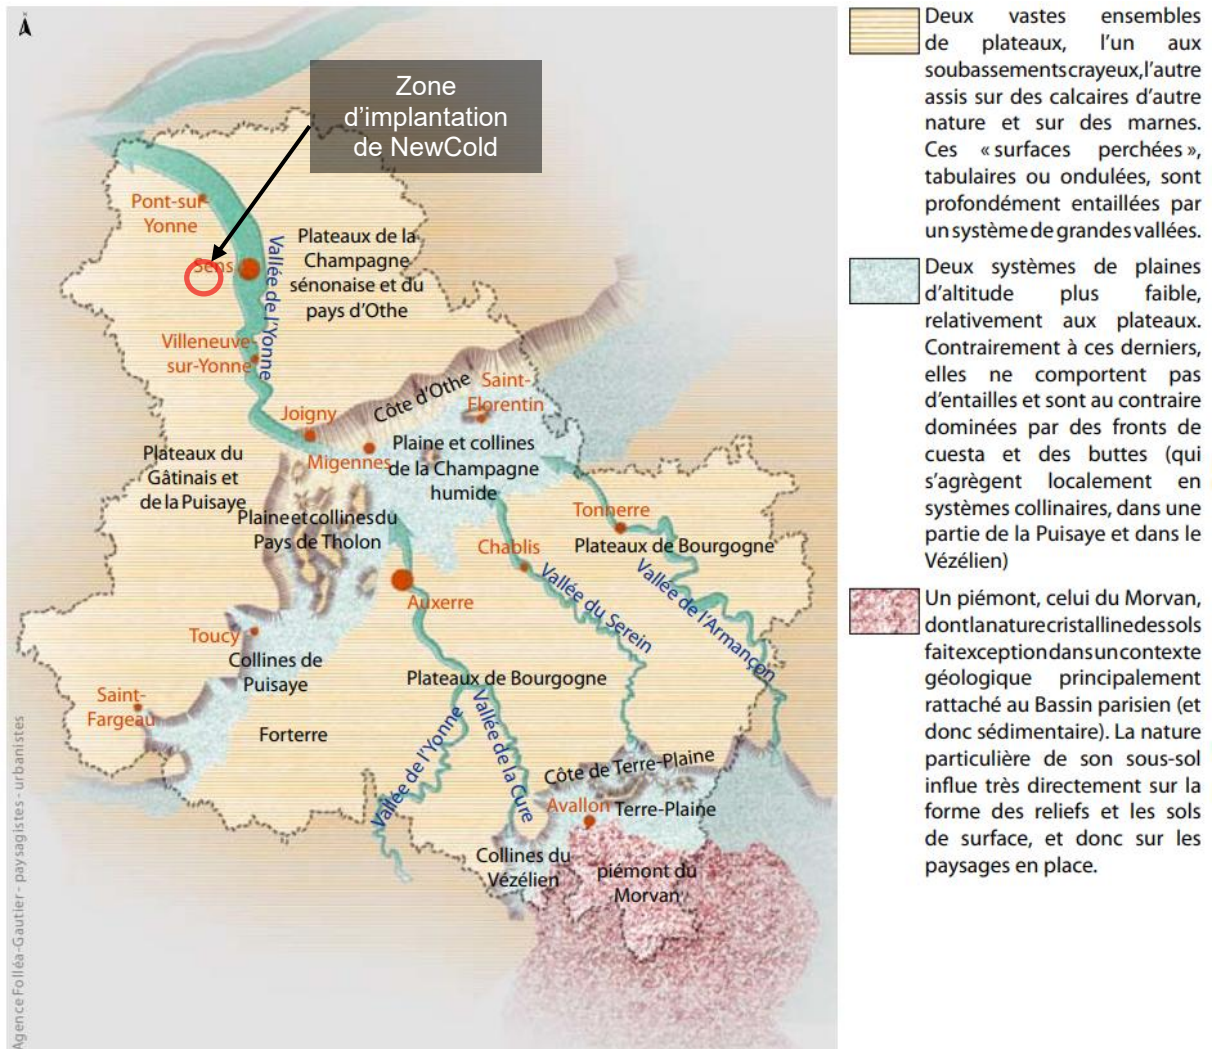 Zone
d'implantation
de NewCold
Pont-sur-
Yonne
Sens
Vallée de l'Yonne
Plateaux de la
Champagne
sénonaise et du
pays d'Othe
Villeneuve-
sur-Yonne
Côte d'Othe
Saint-
Florentin
Joigny
Migennes
Plaine et collines
de la Champagne
humide
Plateaux du
Gâtinais et
de la Puisaye
Plaine et collines du
Pays de Tholon
Tonnerre
Chablis
Plateaux de Bourgogne
Auxerre
Vallée du Serein
Vallée de l'Armançon
Toucy
Collines de
Puisaye
Plateaux de Bourgogne
Saint-
Fargeau
Forterre
Vallée de l'Yonne
Vallée de la Cure
Côte de Terre-Plaine
Avallon
Terre-Plaine
Collines du
Vézélien
piémont du
Morvan
Agence Folléa-Gautier - paysagistes - urbanistes
Deux vastes ensembles
de plateaux, l'un aux
soubassements crayeux, l'autre
assis sur des calcaires d'autre
nature et sur des marnes.
Ces « surfaces perchées »,
tabulaires ou ondulées, sont
profondément entaillées par
un système de grandes vallées.
Deux systèmes de plaines
d'altitude plus faible,
relativement aux plateaux.
Contrairement à ces derniers,
elles ne comportent pas
d'entailles et sont au contraire
dominées par des fronts de
cuesta et des buttes (qui
s'agrègent localement en
systèmes collinaires, dans une
partie de la Puisaye et dans le
Vézélien)
Un piémont, celui du Morvan,
dont la nature cristalline des sols
fait exception dans un contexte
géologique principalement
rattaché au Bassin parisien (et
donc sédimentaire). La nature
particulière de son sous-sol
influe très directement sur la
forme des reliefs et les sols
de surface, et donc sur les
paysages en place.